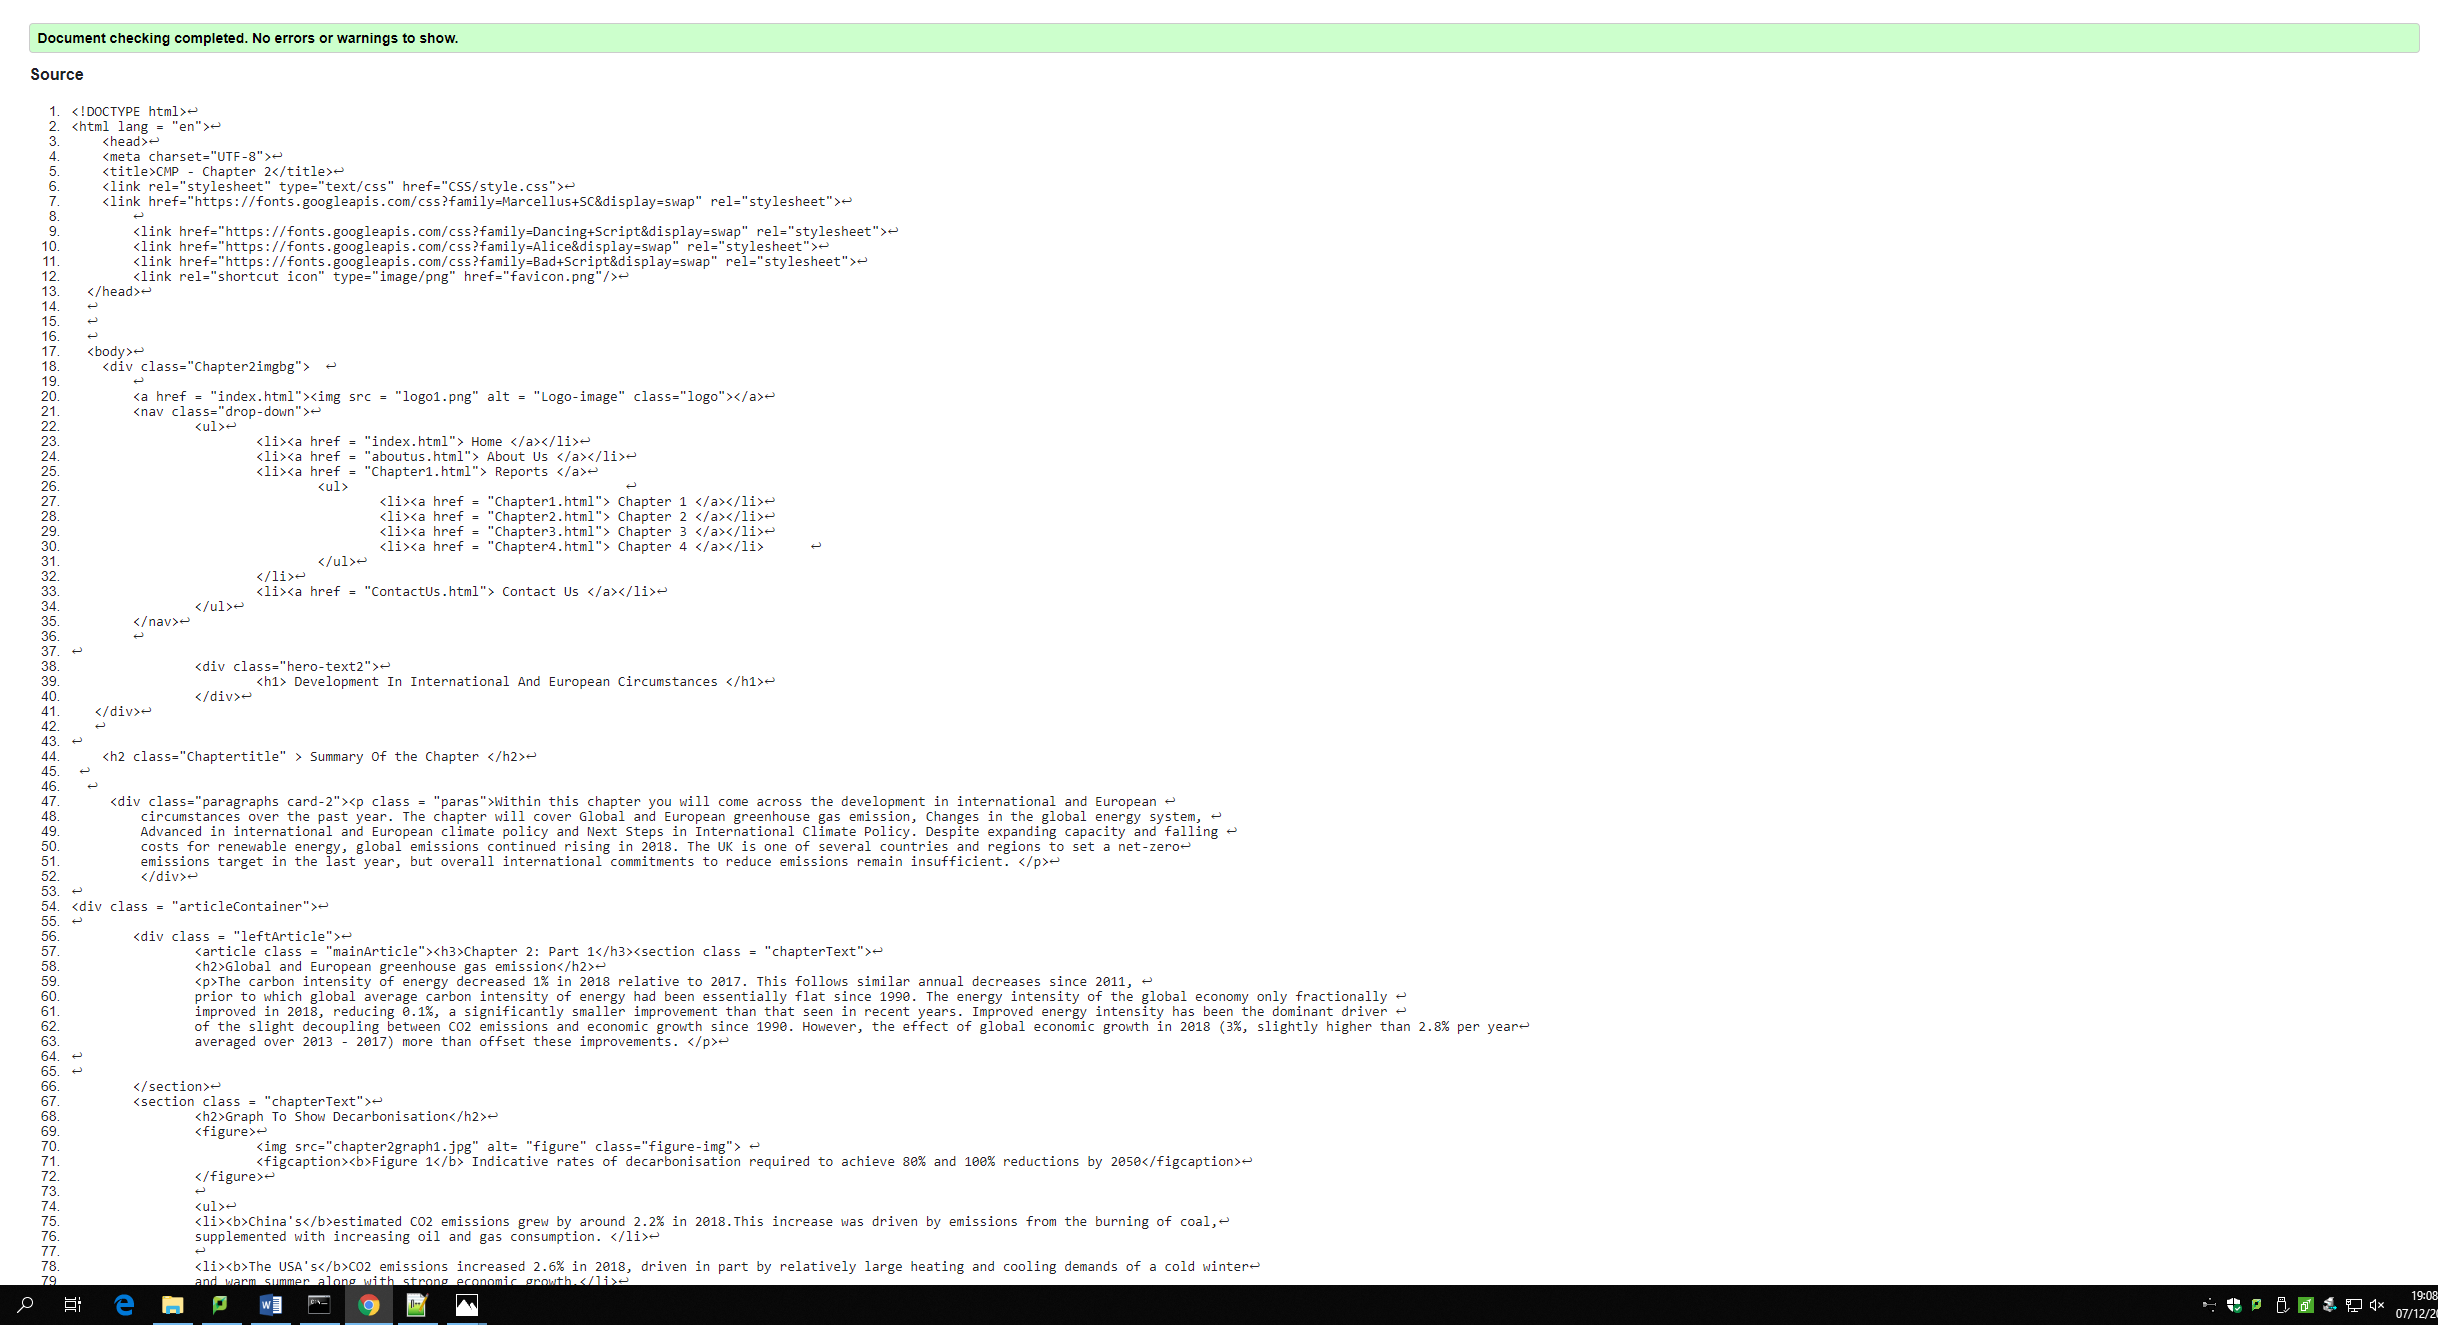 Document checking completed. No errors or warnings to show.
Source
1. <!DOCTYPE html>↩
2. <html lang = "en">↩
3. <head>↩
4. <meta charset="UTF-8">↩
5. <title>CMP - Chapter 2</title>↩
6. <link rel="stylesheet" type="text/css" href="CSS/style.css">↩
7. <link href="https://fonts.googleapis.com/css?family=Marcellus+SC&display=swap" rel="stylesheet">↩
8. ↩
9. <link href="https://fonts.googleapis.com/css?family=Dancing+Script&display=swap" rel="stylesheet">↩
10. <link href="https://fonts.googleapis.com/css?family=Alice&display=swap" rel="stylesheet">↩
11. <link href="https://fonts.googleapis.com/css?family=Bad+Script&display=swap" rel="stylesheet">↩
12. <link rel="shortcut icon" type="image/png" href="favicon.png"/>↩
13. </head>↩
14. ↩
15. ↩
16. ↩
17. <body>↩
18. <div class="Chapter2imgbg"> ↩
19. ↩
20. <a href = "index.html"><img src = "logo1.png" alt = "Logo-image" class="logo"></a>↩
21. <nav class="drop-down">↩
22. <ul>↩
23. <li><a href = "index.html"> Home </a></li>↩
24. <li><a href = "aboutus.html"> About Us </a></li>↩
25. <li><a href = "Chapter1.html"> Reports </a>↩
26. <ul> ↩
27. <li><a href = "Chapter1.html"> Chapter 1 </a></li>↩
28. <li><a href = "Chapter2.html"> Chapter 2 </a></li>↩
29. <li><a href = "Chapter3.html"> Chapter 3 </a></li>↩
30. <li><a href = "Chapter4.html"> Chapter 4 </a></li> ↩
31. </ul>↩
32. </li>↩
33. <li><a href = "ContactUs.html"> Contact Us </a></li>↩
34. </ul>↩
35. </nav>↩
36. ↩
37. ↩
38. <div class="hero-text2">↩
39. <h1> Development In International And European Circumstances </h1>↩
40. </div>↩
41. </div>↩
42. ↩
43. ↩
44. <h2 class="Chaptertitle" > Summary Of the Chapter </h2>↩
45. ↩
46. ↩
47. <div class="paragraphs card-2"><p class = "paras">Within this chapter you will come across the development in international and European ↩
48. circumstances over the past year. The chapter will cover Global and European greenhouse gas emission, Changes in the global energy system, ↩
49. Advanced in international and European climate policy and Next Steps in International Climate Policy. Despite expanding capacity and falling ↩
50. costs for renewable energy, global emissions continued rising in 2018. The UK is one of several countries and regions to set a net-zero↩
51. emissions target in the last year, but overall international commitments to reduce emissions remain insufficient. </p>↩
52. </div>↩
53. ↩
54. <div class = "articleContainer">↩
55. ↩
56. <div class = "leftArticle">↩
57. <article class = "mainArticle"><h3>Chapter 2: Part 1</h3><section class = "chapterText">↩
58. <h2>Global and European greenhouse gas emission</h2>↩
59. <p>The carbon intensity of energy decreased 1% in 2018 relative to 2017. This follows similar annual decreases since 2011, ↩
60. prior to which global average carbon intensity of energy had been essentially flat since 1990. The energy intensity of the global economy only fractionally ↩
61. improved in 2018, reducing 0.1%, a significantly smaller improvement than that seen in recent years. Improved energy intensity has been the dominant driver ↩
62. of the slight decoupling between CO2 emissions and economic growth since 1990. However, the effect of global economic growth in 2018 (3%, slightly higher than 2.8% per year↩
63. averaged over 2013 - 2017) more than offset these improvements. </p>↩
64. ↩
65. ↩
66. </section>↩
67. <section class = "chapterText">↩
68. <h2>Graph To Show Decarbonisation</h2>↩
69. <figure>↩
70. <img src="chapter2graph1.jpg" alt= "figure" class="figure-img"> ↩
71. <figcaption><b>Figure 1</b> Indicative rates of decarbonisation required to achieve 80% and 100% reductions by 2050</figcaption>↩
72. </figure>↩
73. ↩
74. <ul>↩
75. <li><b>China's</b>estimated CO2 emissions grew by around 2.2% in 2018.This increase was driven by emissions from the burning of coal,↩
76. supplemented with increasing oil and gas consumption. </li>↩
77. ↩
78. <li><b>The USA's</b>CO2 emissions increased 2.6% in 2018, driven in part by relatively large heating and cooling demands of a cold winter↩
79. and warm summer along with strong economic growth.</li>↩
19:08
07/12/2